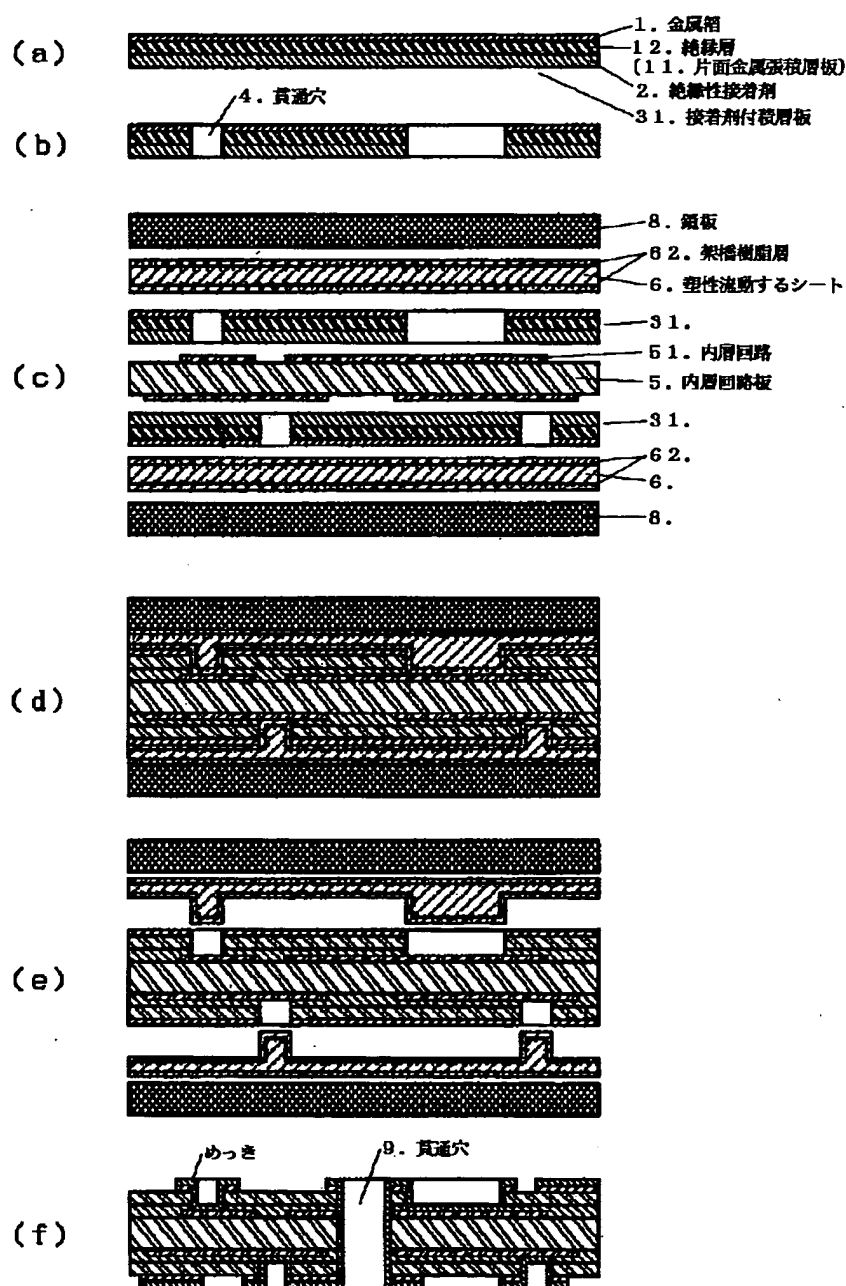 1. 金属箔
(a)
12. 絶縁層
(11. 片面金属張積層板)
2. 絶縁性接着剤
31. 接着剤付積層板
4. 貫通穴
(b)
8. 鏡板
62. 架橋樹脂層
6. 塑性流動するシート
31.
51. 内層回路
(c)
5. 内層回路板
31.
62.
6.
8.
(d)
(e)
めっき
9. 貫通穴
(f)